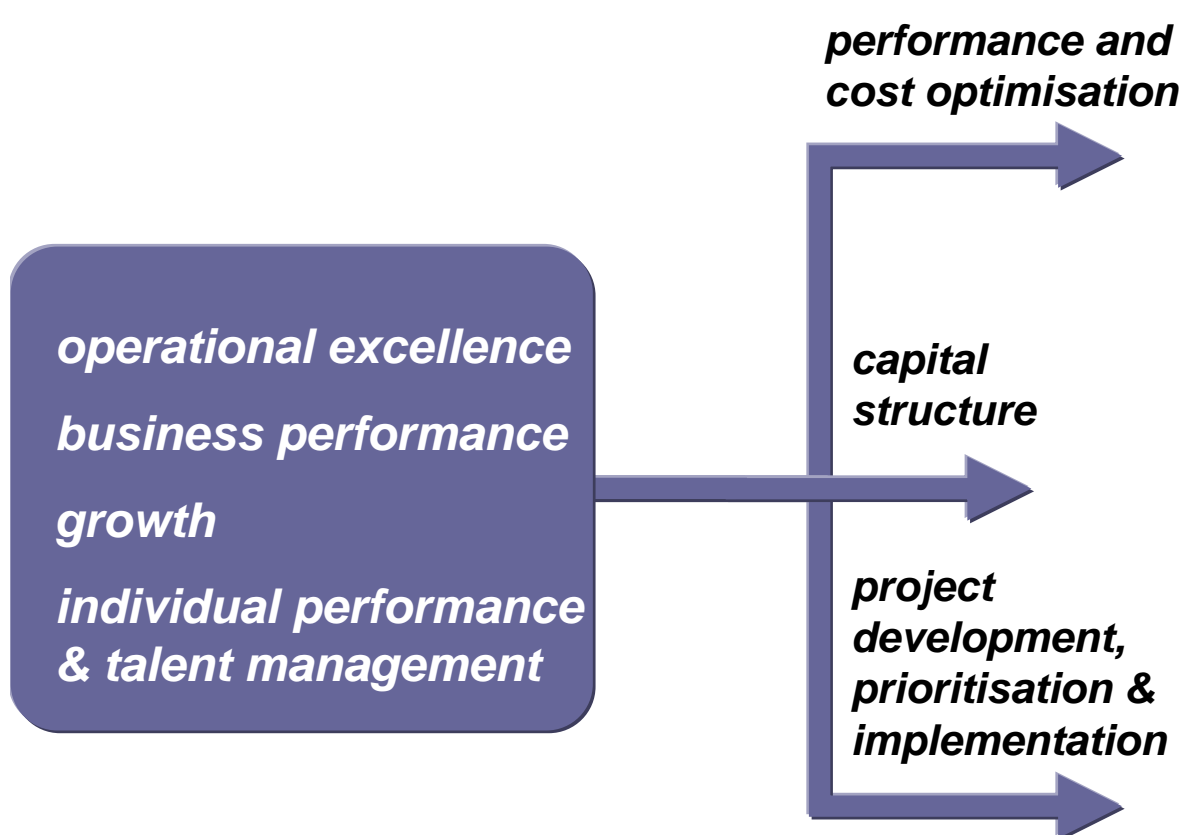 performance and
cost optimisation
operational excellence
business performance
growth
individual performance
& talent management
capital
structure
project
development,
prioritisation &
implementation